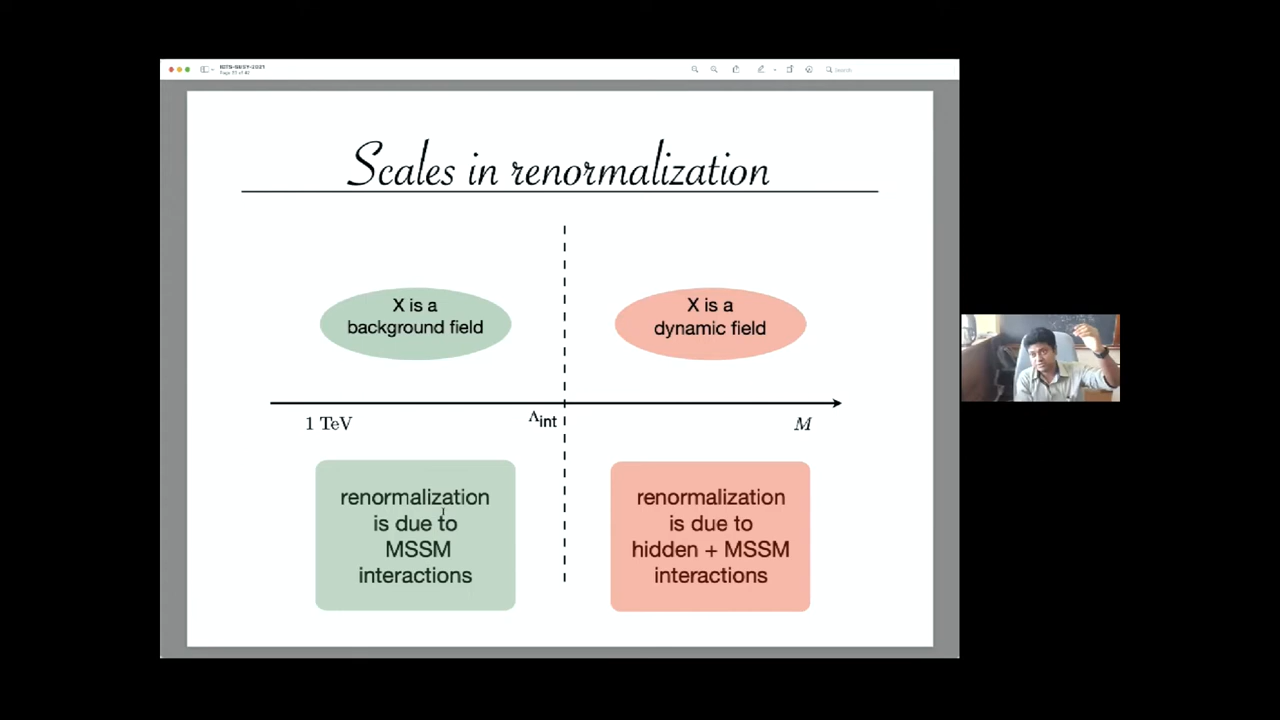 Scales in renormalization
X is a
background field
X is a
dynamic field
1 TeV
Λint
M
renormalization
is due to
MSSM
interactions
renormalization
is due to
hidden + MSSM
interactions